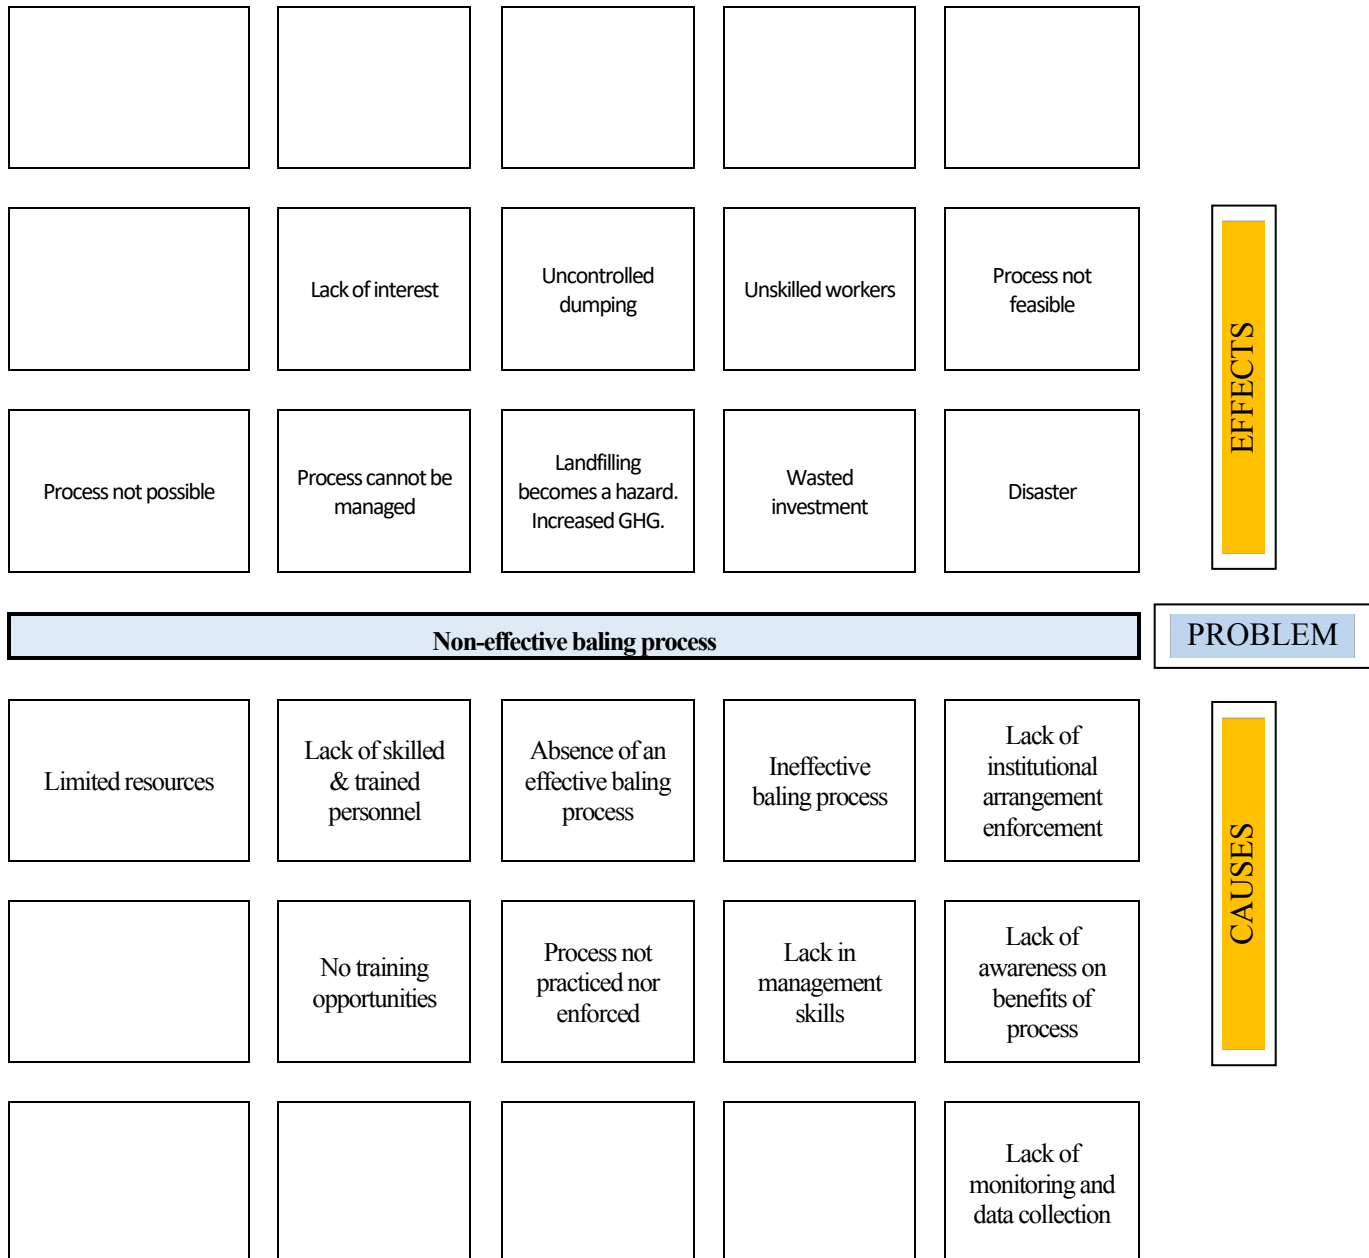 Lack of interest
Uncontrolled
dumping
Unskilled workers
Process not
feasible
EFFECTS
Process not possible
Process cannot be
managed
Landfilling
becomes a hazard.
Increased GHG.
Wasted
investment
Disaster
Non-effective baling process
PROBLEM
Limited resources
Lack of skilled
& trained
personnel
Absence of an
effective baling
process
Ineffective
baling process
Lack of
institutional
arrangement
enforcement
CAUSES
No training
opportunities
Process not
practiced nor
enforced
Lack in
management
skills
Lack of
awareness on
benefits of
process
Lack of
monitoring and
data collection